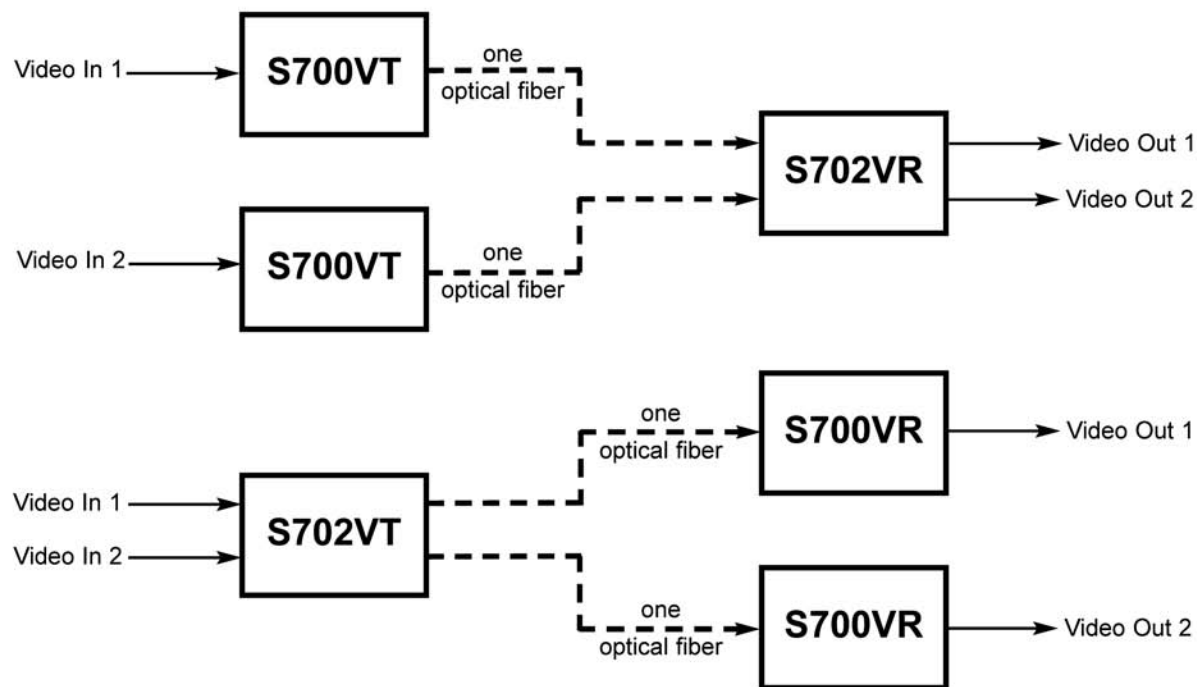 Video In 1
S700VT
one
optical fiber
S702VR
Video Out 1
Video Out 2
Video In 2
S700VT
one
optical fiber
one
optical fiber
S700VR
Video Out 1
Video In 1
Video In 2
S702VT
one
optical fiber
S700VR
Video Out 2